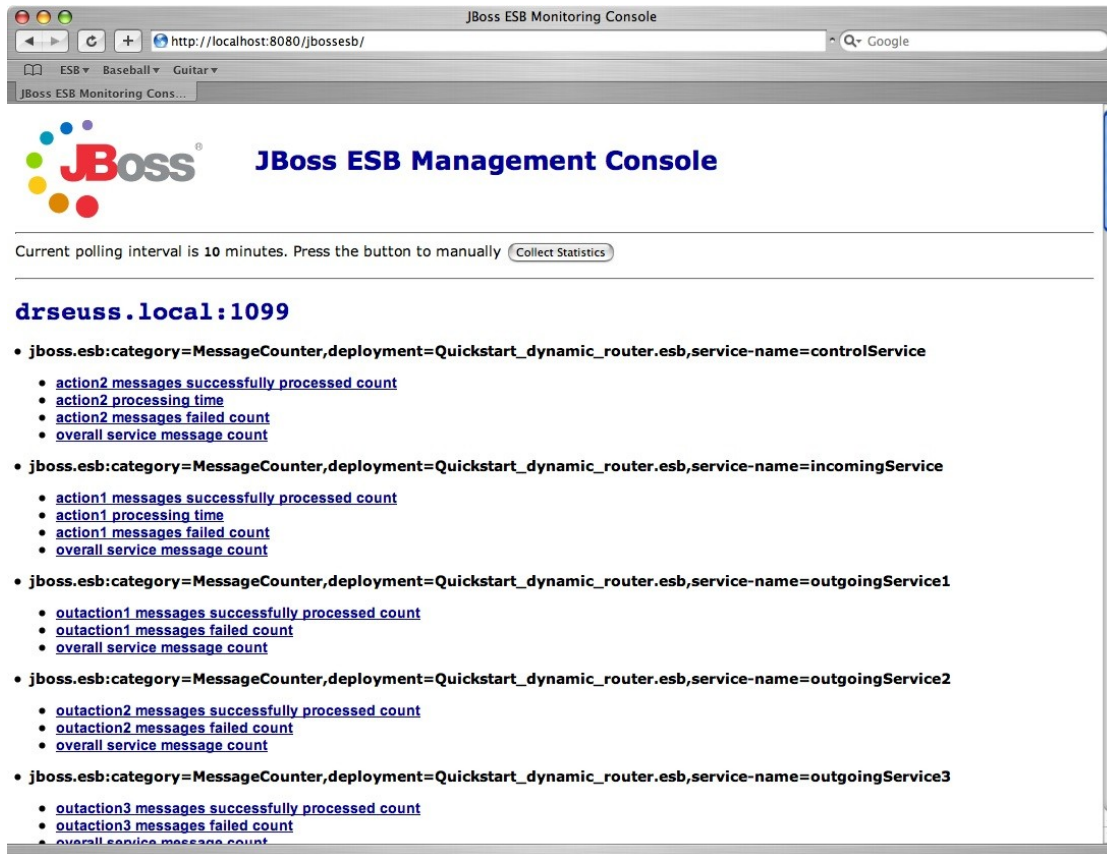 JBoss ESB Monitoring Console
http://localhost:8080/jbossesb/
Google
ESB Baseball Guitar
JBoss ESB Monitoring Cons...
JBoss® JBoss ESB Management Console
Current polling interval is 10 minutes. Press the button to manually Collect Statistics
drseuss.local:1099
• jboss.esb:category=MessageCounter,deployment=Quickstart_dynamic_router.esb,service-name=controlService
• action2 messages successfully processed count
• action2 processing time
• action2 messages failed count
• overall service message count
• jboss.esb:category=MessageCounter,deployment=Quickstart_dynamic_router.esb,service-name=incomingService
• action1 messages successfully processed count
• action1 processing time
• action1 messages failed count
• overall service message count
• jboss.esb:category=MessageCounter,deployment=Quickstart_dynamic_router.esb,service-name=outgoingService1
• outaction1 messages successfully processed count
• outaction1 messages failed count
• overall service message count
• jboss.esb:category=MessageCounter,deployment=Quickstart_dynamic_router.esb,service-name=outgoingService2
• outaction2 messages successfully processed count
• outaction2 messages failed count
• overall service message count
• jboss.esb:category=MessageCounter,deployment=Quickstart_dynamic_router.esb,service-name=outgoingService3
• outaction3 messages successfully processed count
• outaction3 messages failed count
• overall service message count